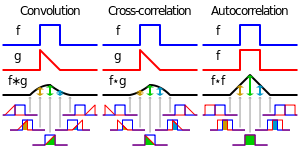 Convolution Cross-correlation Autocorrelation
f f f
g g f
f∗g f⋆g f⋆f